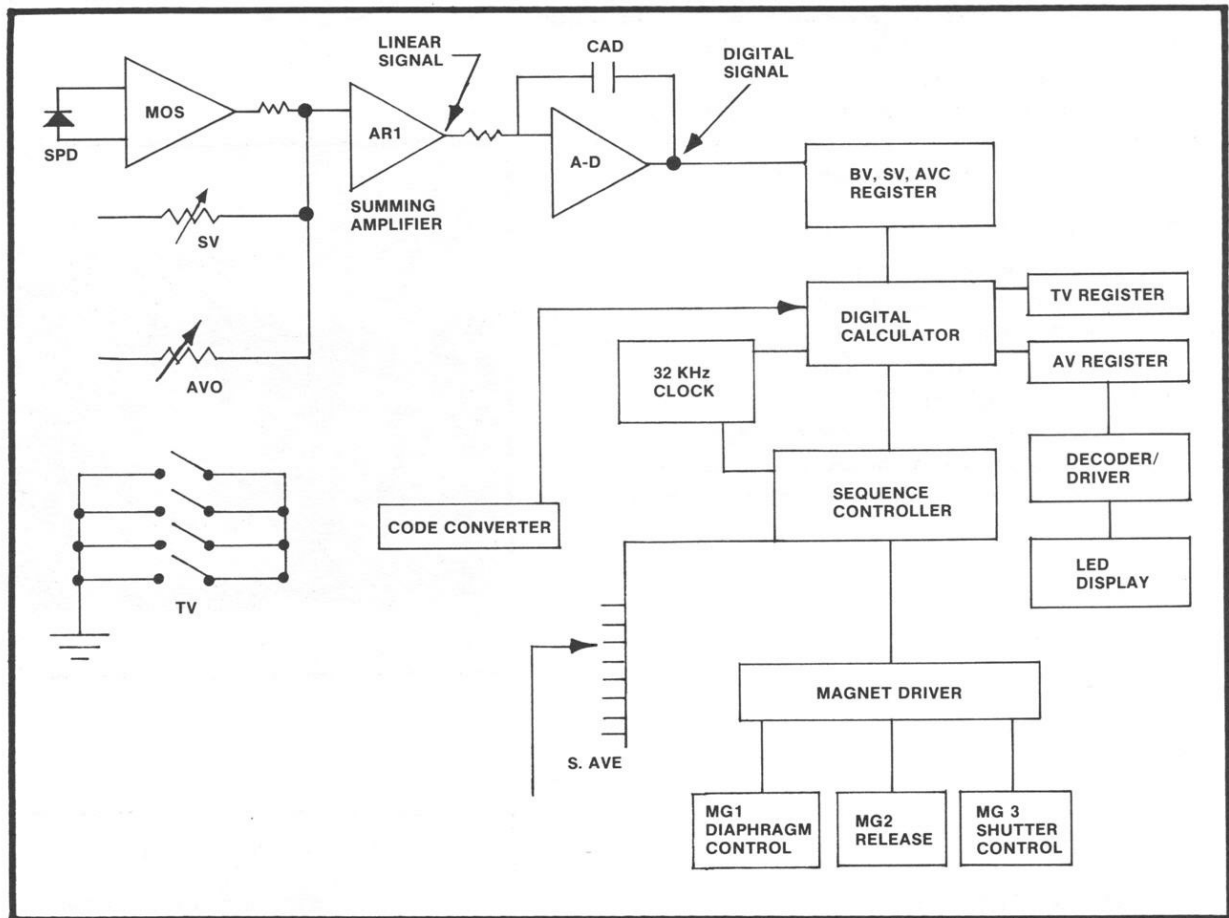 LINEAR
SIGNAL
CAD
DIGITAL
SIGNAL
MOS
SPD
AR1
A-D
SUMMING
AMPLIFIER
BV, SV, AVC
REGISTER
SV
TV REGISTER
DIGITAL
CALCULATOR
AV REGISTER
AVO
32 KHz
CLOCK
DECODER/
DRIVER
SEQUENCE
CONTROLLER
CODE CONVERTER
LED
DISPLAY
TV
MAGNET DRIVER
S. AVE
MG1
DIAPHRAGM
CONTROL
MG2
RELEASE
MG 3
SHUTTER
CONTROL